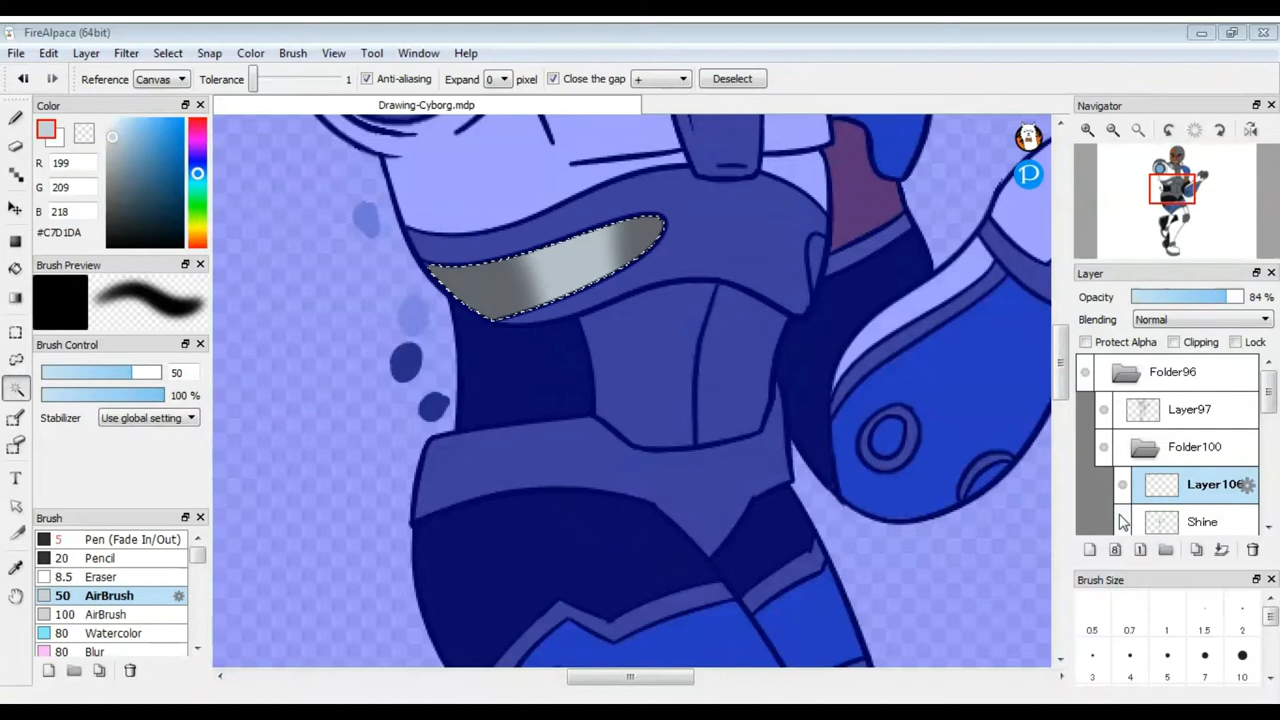 FireAlpaca (64bit)
File Edit Layer Filter Select Snap Color Brush View Tool Window Help
Reference Canvas Tolerance 1 Anti-aliasing Expand 0 pixel Close the gap + Deselect
Color
Drawing-Cyborg.mdp
Navigator
R 199
G 209
B 218
#C7D1DA
Brush Preview
Brush Control
50
100 %
Stabilizer Use global setting
Brush
5 Pen (Fade In/Out)
20 Pencil
8.5 Eraser
50 AirBrush
100 AirBrush
80 Watercolor
80 Blur
P
Layer
Opacity 84 %
Blending Normal
Protect Alpha Clipping Lock
Folder96
Layer97
Folder100
Layer106
Shine
8 1
Brush Size
0.5 0.7 1 1.5 2
3 4 5 7 10
T